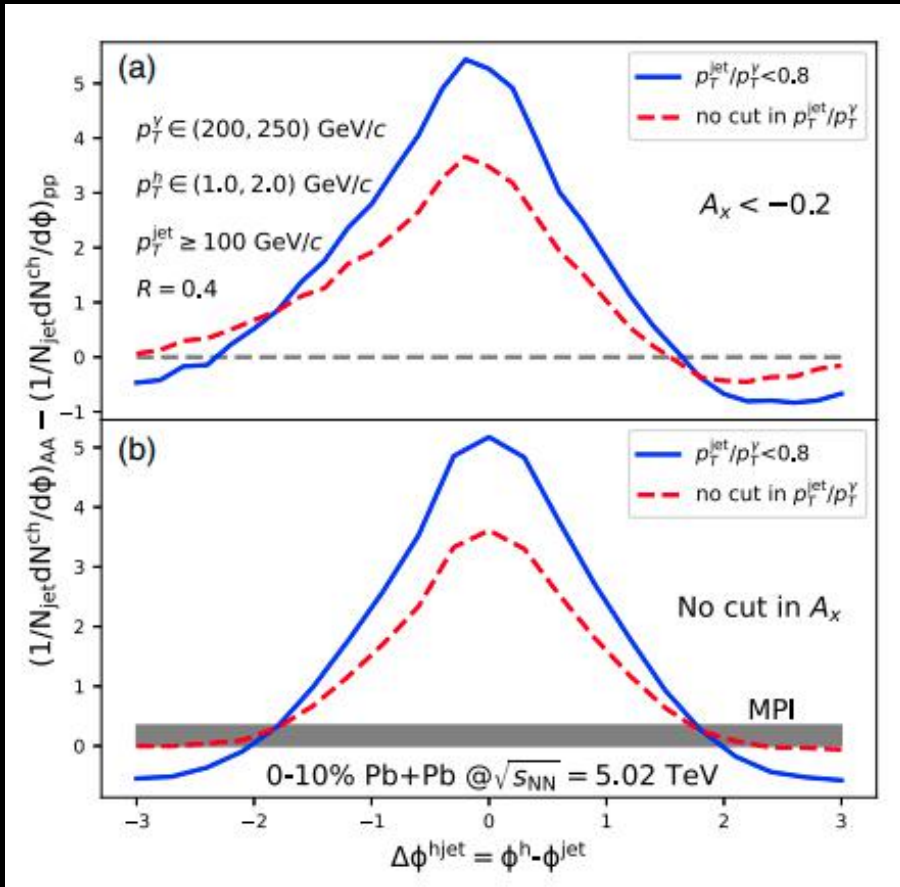 (1/N_jet dN^ch/dϕ)_AA − (1/N_jet dN^ch/dϕ)_pp
(a)
p_T^jet/p_T^γ<0.8
no cut in p_T^jet/p_T^γ
p_T^γ ∈ (200, 250) GeV/c
p_T^h ∈ (1.0, 2.0) GeV/c
p_T^jet ≥ 100 GeV/c
R = 0.4
A_x < −0.2
5
4
3
2
1
0
−1
(b)
p_T^jet/p_T^γ<0.8
no cut in p_T^jet/p_T^γ
No cut in A_x
MPI
0-10% Pb+Pb @√s_NN = 5.02 TeV
5
4
3
2
1
0
−3 −2 −1 0 1 2 3
Δϕ^hjet = ϕ^h-ϕ^jet